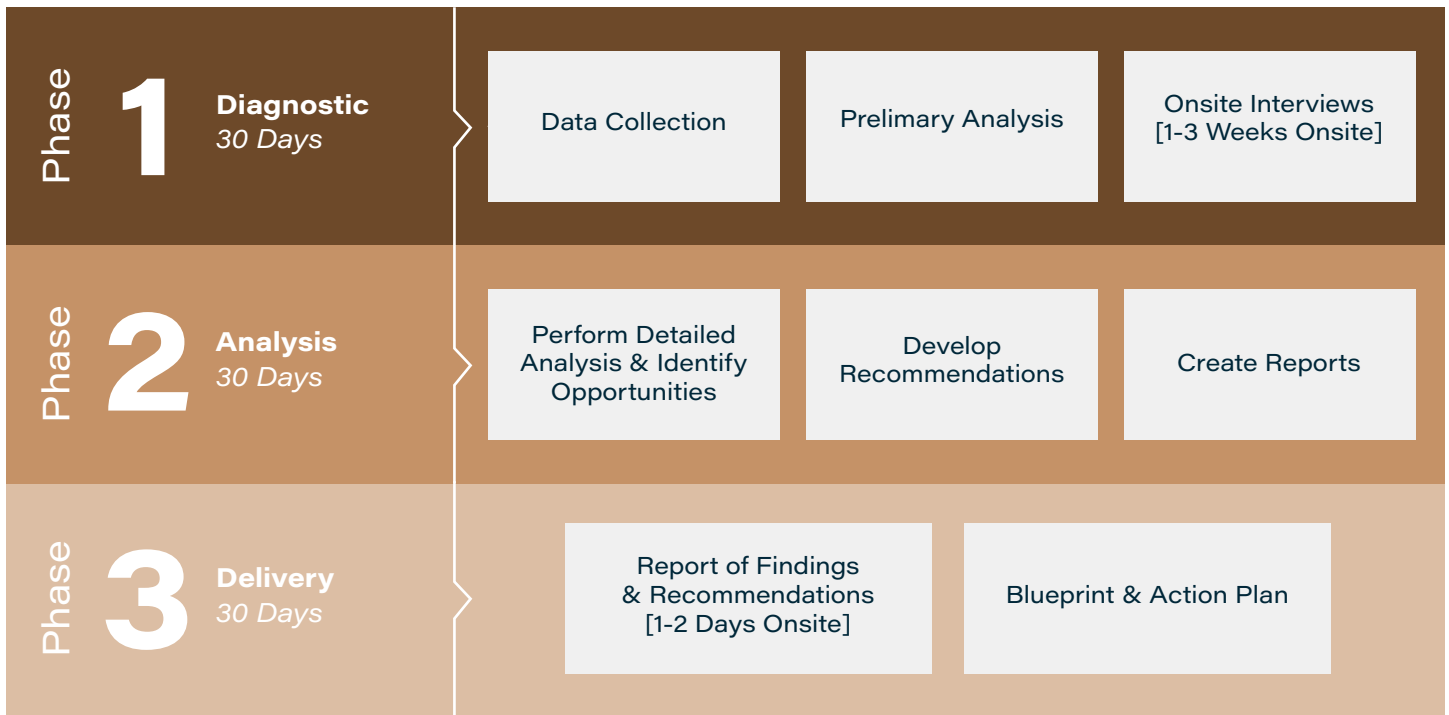 Phase
1
Diagnostic
30 Days
Data Collection
Prelimary Analysis
Onsite Interviews
[1-3 Weeks Onsite]
Phase
2
Analysis
30 Days
Perform Detailed
Analysis & Identify
Opportunities
Develop
Recommendations
Create Reports
Phase
3
Delivery
30 Days
Report of Findings
& Recommendations
[1-2 Days Onsite]
Blueprint & Action Plan